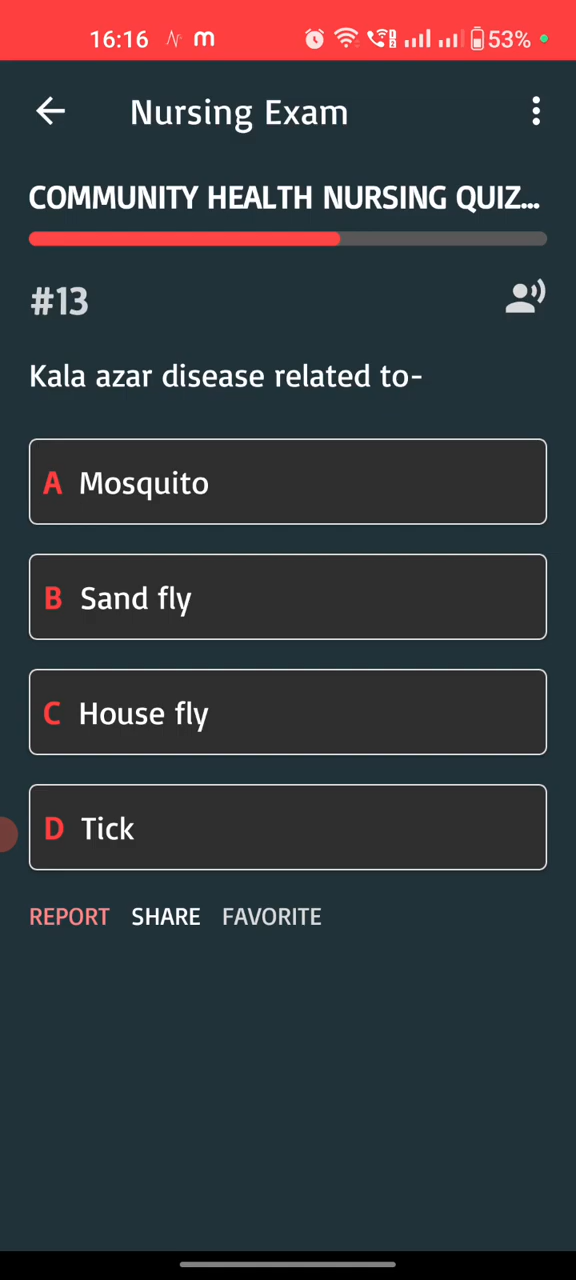 16:16 m 53%
Nursing Exam
COMMUNITY HEALTH NURSING QUIZ...
#13
Kala azar disease related to-
A Mosquito
B Sand fly
C House fly
D Tick
REPORT SHARE FAVORITE